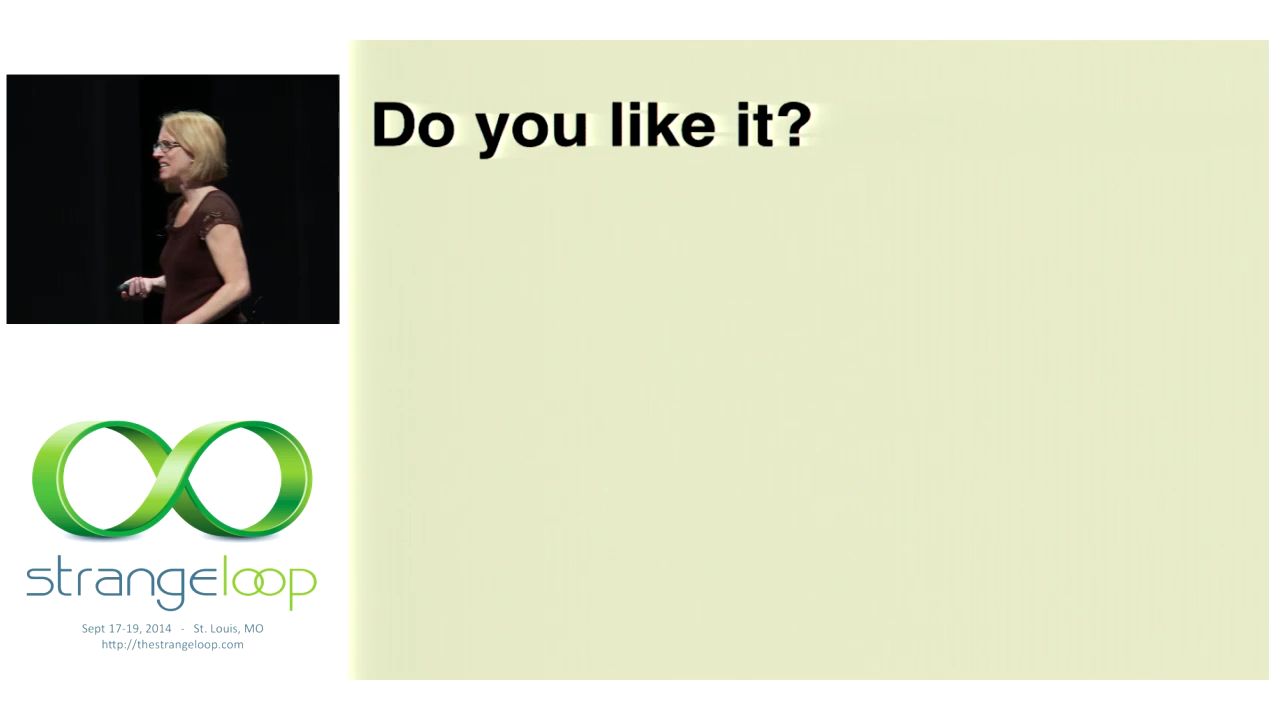 Do you like it?
strangeloop
Sept 17-19, 2014 - St. Louis, MO
http://thestrangeloop.com